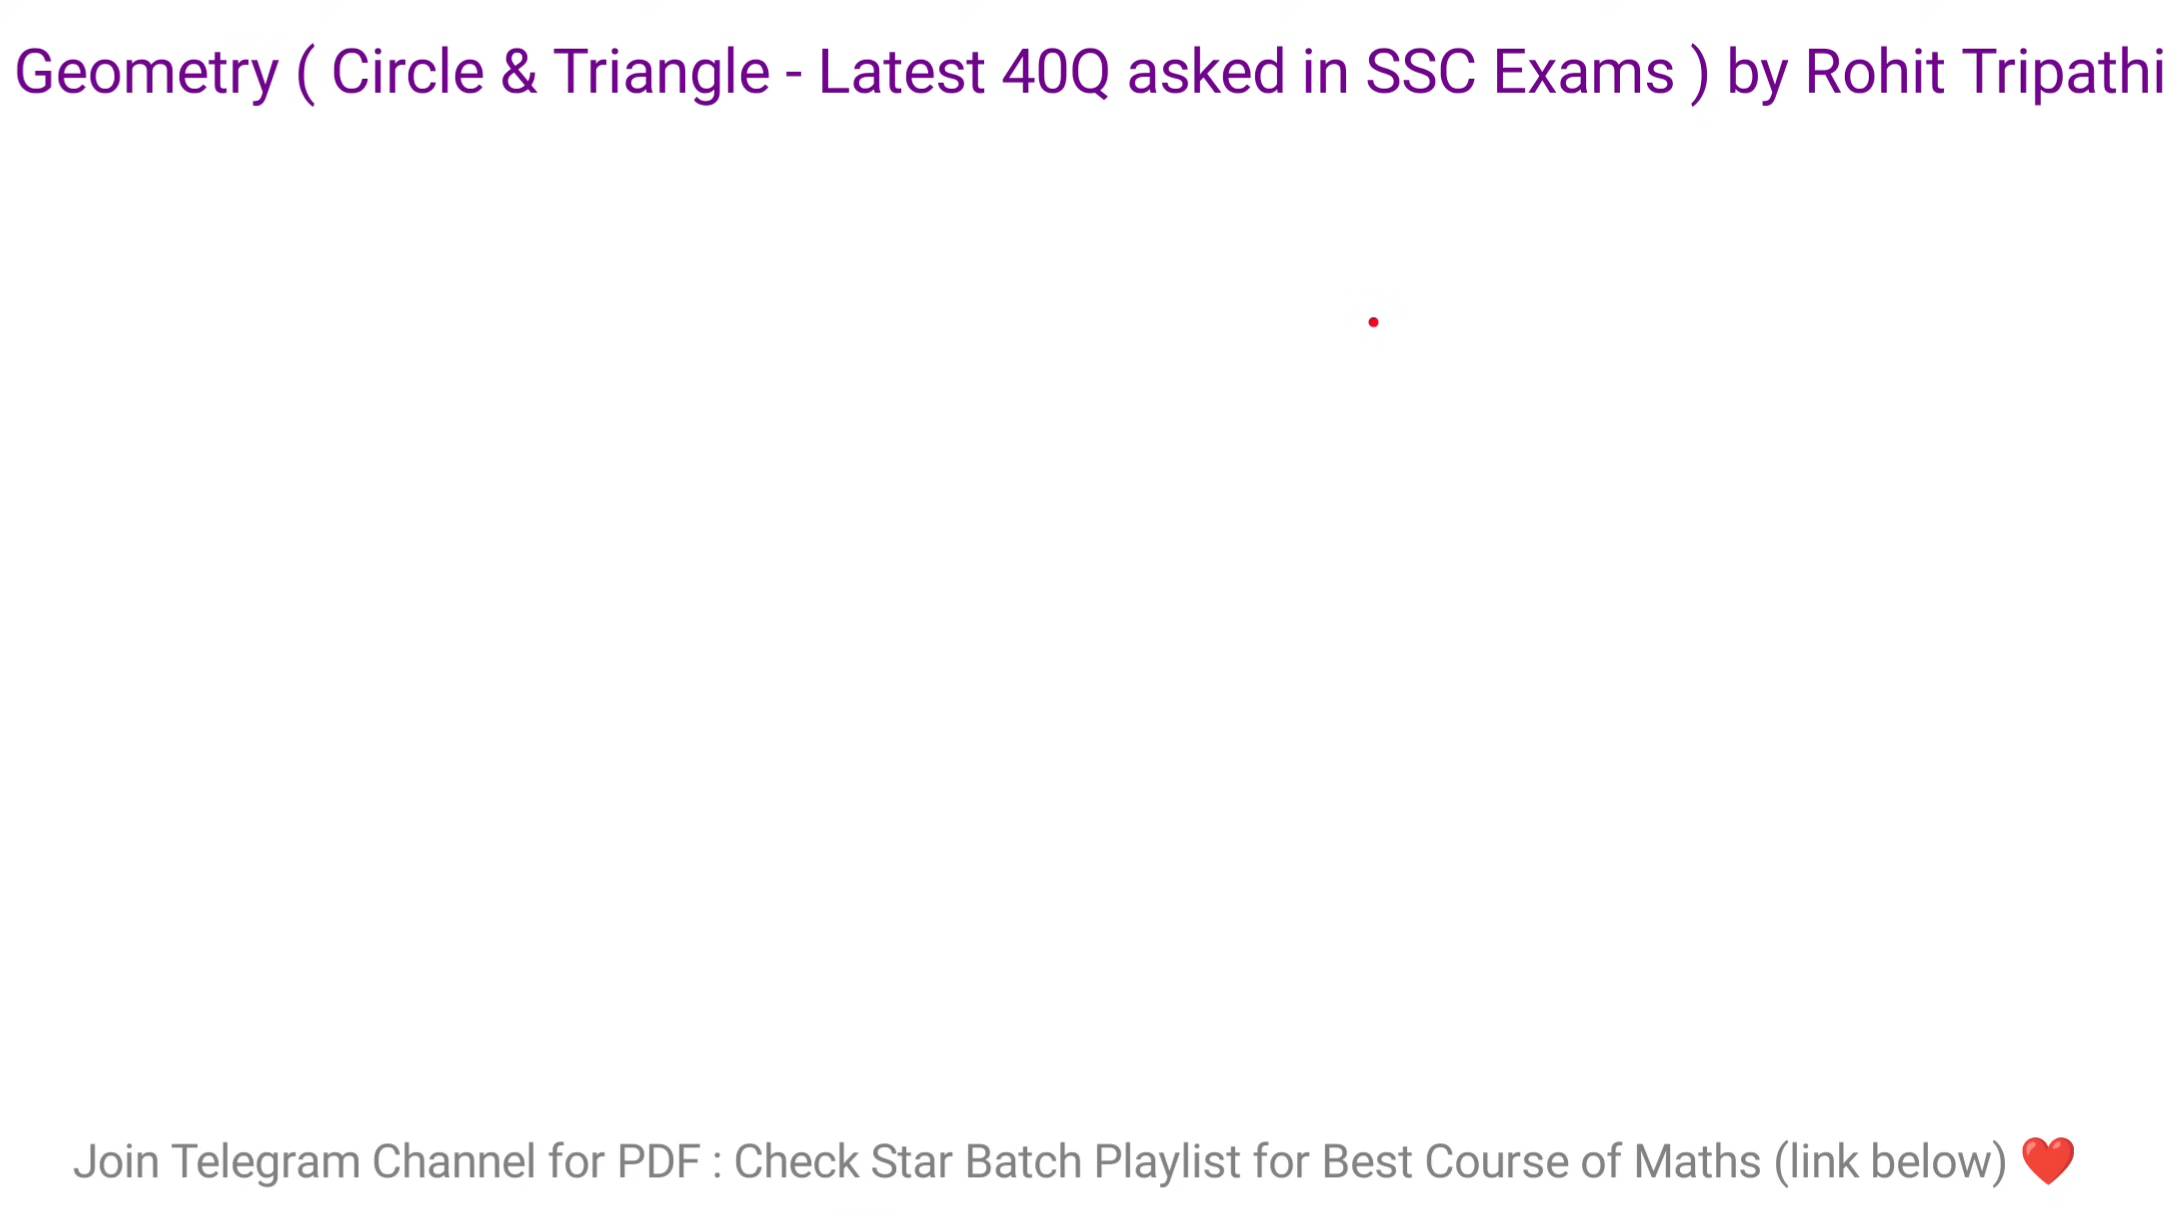 Geometry ( Circle & Triangle - Latest 40Q asked in SSC Exams ) by Rohit Tripathi
Join Telegram Channel for PDF : Check Star Batch Playlist for Best Course of Maths (link below) ❤️